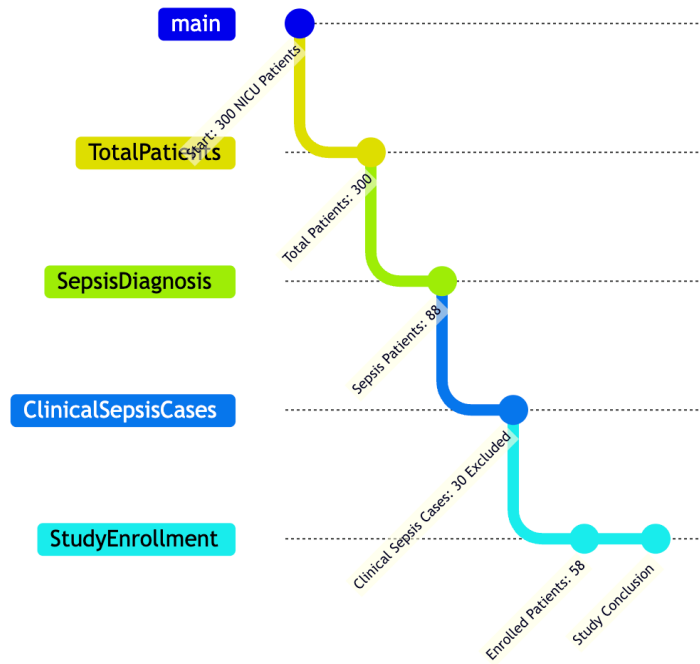 main
Start: 300 NICU Patients
TotalPatients
Total Patients: 300
SepsisDiagnosis
Sepsis Patients: 88
ClinicalSepsisCases
Clinical Sepsis Cases: 30 Excluded
StudyEnrollment
Enrolled Patients: 58
Study Conclusion